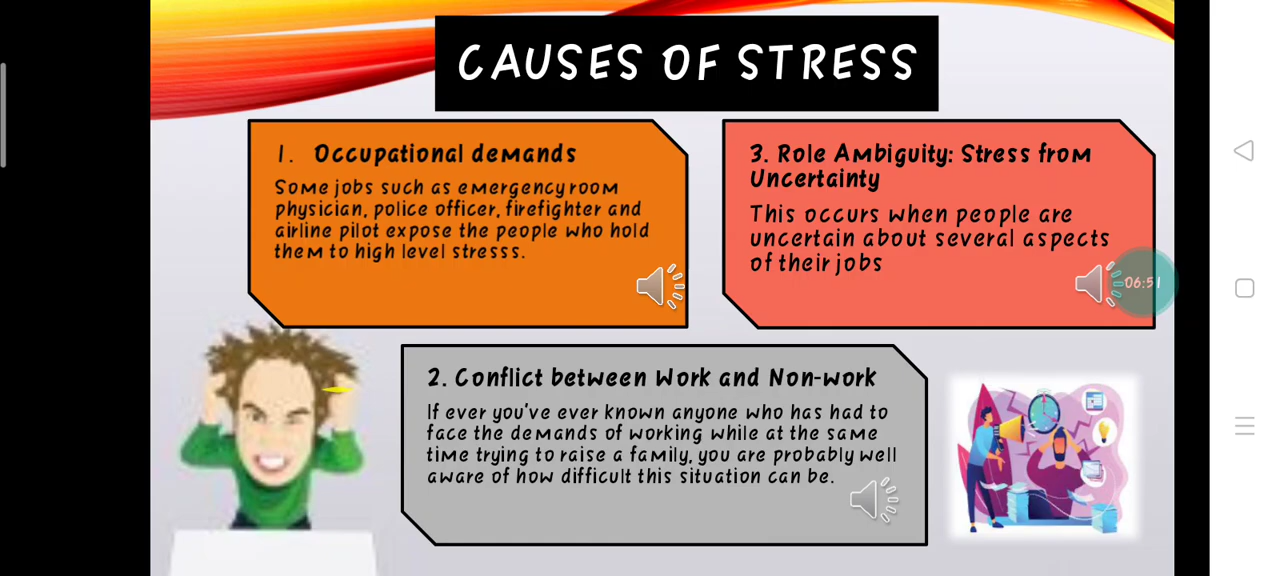 CAUSES OF STRESS
1. Occupational demands
Some jobs such as emergency room
physician, police officer, firefighter and
airline pilot expose the people who hold
them to high level stresss.
2. Conflict between Work and Non-work
If ever you've ever known anyone who has had to
face the demands of working while at the same
time trying to raise a family, you are probably well
aware of how difficult this situation can be.
3. Role Ambiguity: Stress from
Uncertainty
This occurs when people are
uncertain about several aspects
of their jobs
06:51